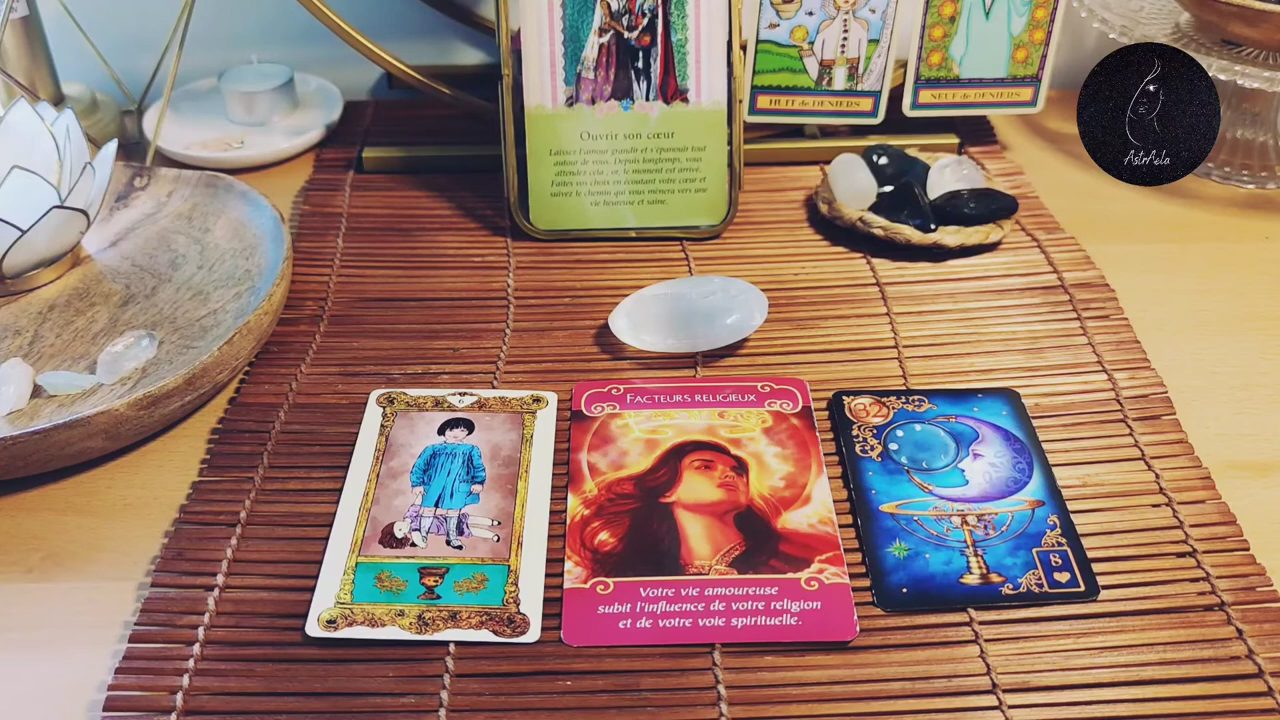 HUIT de DENIERS
NEUF de DENIERS
Ouvrir son cœur
Laissez l'amour grandir et s'épanouir tout
autour de vous. Depuis longtemps, vous
attendez cela ; or, le moment est arrivé.
Faites vos choix en écoutant votre cœur et
suivez le chemin qui vous mènera vers une
vie heureuse et saine.
AstrAela
FACTEURS RELIGIEUX
Votre vie amoureuse
subit l'influence de votre religion
et de votre voie spirituelle.
32
8